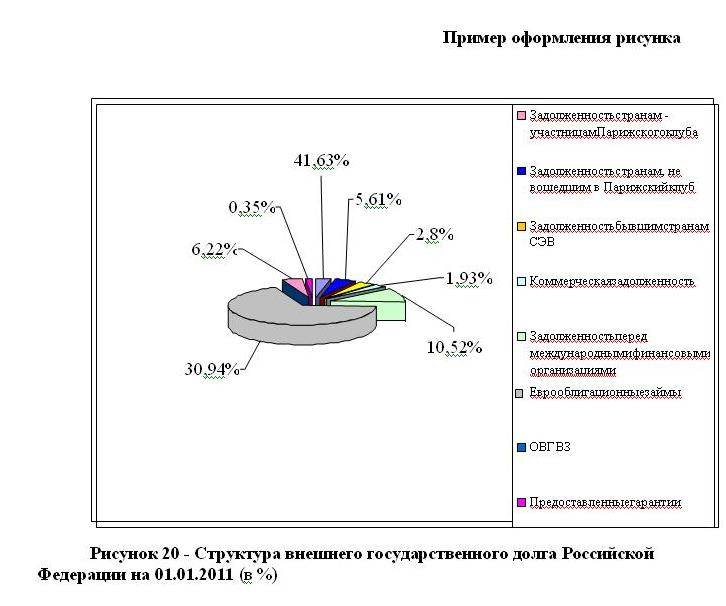 Пример оформления рисунка
41,63%
5,61%
0,35%
2,8%
6,22%
1,93%
10,52%
30,94%
Задолженностьстранам -
участницамПарижскогоклуба
Задолженностьстранам, не
вошедшим в Парижскийклуб
Задолженностьбывшимстранам
СЭВ
Коммерческаязадолженность
Задолженностьперед
международнымифинансовыми
организациями
Еврооблигационныезаймы
ОВГВЗ
Предоставленныегарантии
Рисунок 20 - Структура внешнего государственного долга Российской
Федерации на 01.01.2011 (в %)